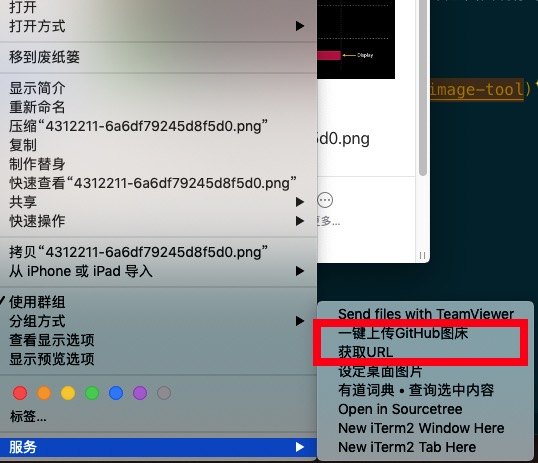 打开
打开方式
移到废纸篓
显示简介
重新命名
压缩“4312211-6a6df79245d8f5d0.png”
复制
制作替身
快速查看“4312211-6a6df79245d8f5d0.png”
共享
快速操作
拷贝“4312211-6a6df79245d8f5d0.png”
从 iPhone 或 iPad 导入
使用群组
分组方式
查看显示选项
显示预览选项
标签...
服务
Display
image-tool)
5d0.png
更多...
Send files with TeamViewer
一键上传GitHub图床
获取URL
设定桌面图片
有道词典 • 查询选中内容
Open in Sourcetree
New iTerm2 Window Here
New iTerm2 Tab Here